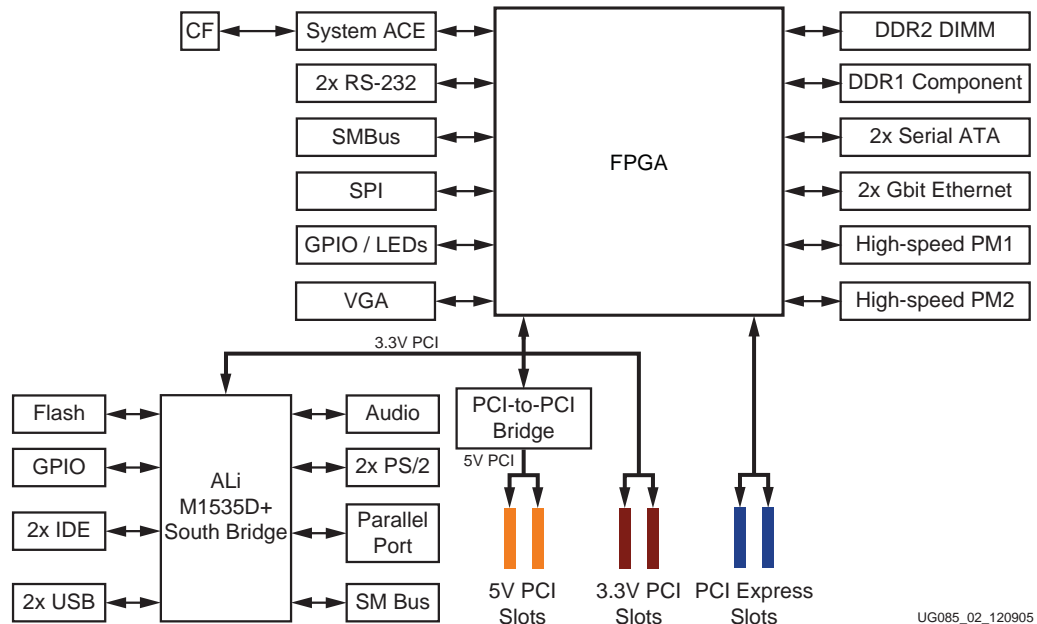 CF
System ACE
2x RS-232
SMBus
SPI
GPIO / LEDs
VGA
FPGA
DDR2 DIMM
DDR1 Component
2x Serial ATA
2x Gbit Ethernet
High-speed PM1
High-speed PM2
3.3V PCI
Flash
GPIO
2x IDE
2x USB
ALi
M1535D+
South Bridge
Audio
2x PS/2
Parallel
Port
SM Bus
PCI-to-PCI
Bridge
5V PCI
5V PCI
Slots
3.3V PCI
Slots
PCI Express
Slots
UG085_02_120905